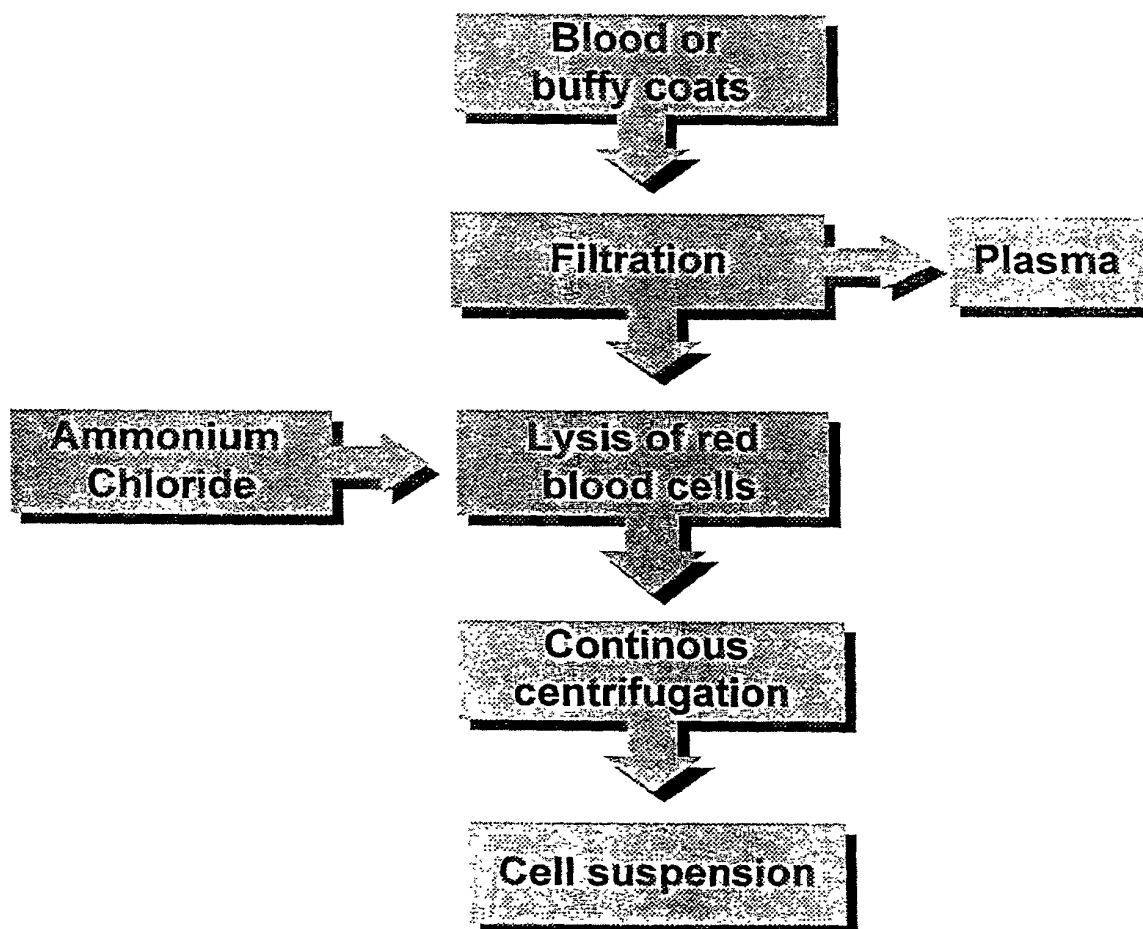 Blood or
buffy coats
Filtration
Plasma
Ammonium
Chloride
Lysis of red
blood cells
Continous
centrifugation
Cell suspension